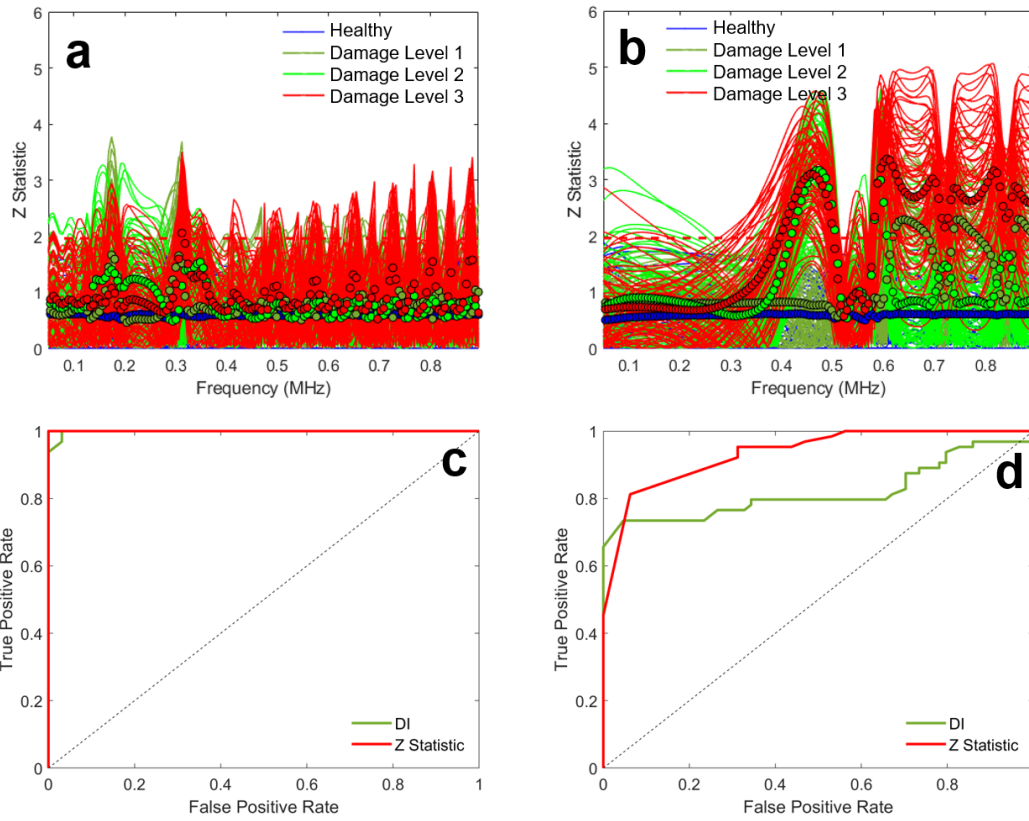 a
Healthy
Damage Level 1
Damage Level 2
Damage Level 3
6
5
4
3
2
1
0
Z Statistic
0.1 0.2 0.3 0.4 0.5 0.6 0.7 0.8
Frequency (MHz)
b
Healthy
Damage Level 1
Damage Level 2
Damage Level 3
6
5
4
3
2
1
0
Z Statistic
0.1 0.2 0.3 0.4 0.5 0.6 0.7 0.8
Frequency (MHz)
c
1
0.8
0.6
0.4
0.2
0
True Positive Rate
DI
Z Statistic
0 0.2 0.4 0.6 0.8 1
False Positive Rate
d
1
0.8
0.6
0.4
0.2
0
True Positive Rate
DI
Z Statistic
0 0.2 0.4 0.6 0.8
False Positive Rate